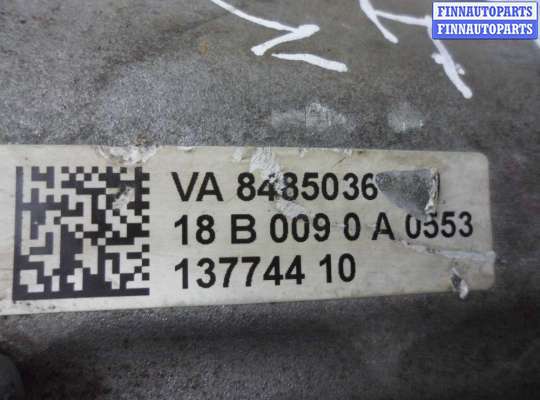 FINNAUTOPARTS
FINNAUTOPARTS
VA 8485036
18 B 009 0 A 0553
137744 10